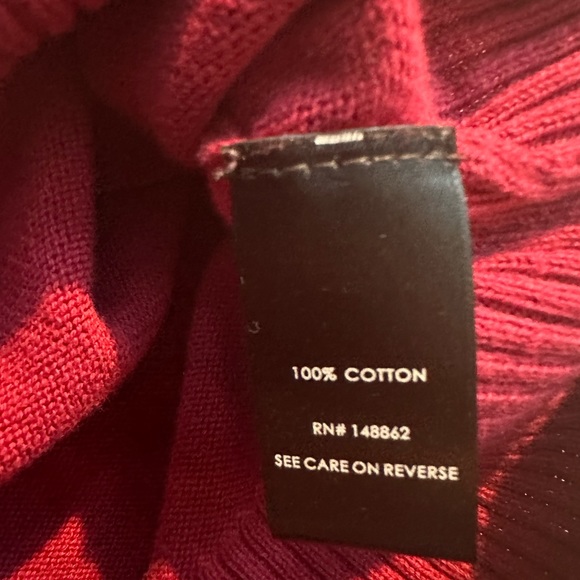 100% COTTON
RN# 148862
SEE CARE ON REVERSE